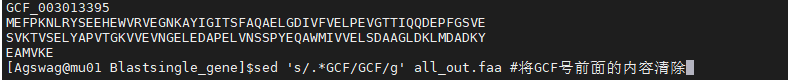 GCF_003013395
MEFPKNLRYSEEHEWVRVEGNKAYIGITSFAQAELGDIVFVELPEVGTTIQQDEPFGSVE
SVKTVSELYAPVTGKVVEVNGELEDAPELVNSSPYEQAWMIVVELSDAAGLDKLMDADKY
EAMVKE
[Agswag@mu01 Blastsingle_gene]$sed 's/.*GCF/GCF/g' all_out.faa #将GCF号前面的内容清除